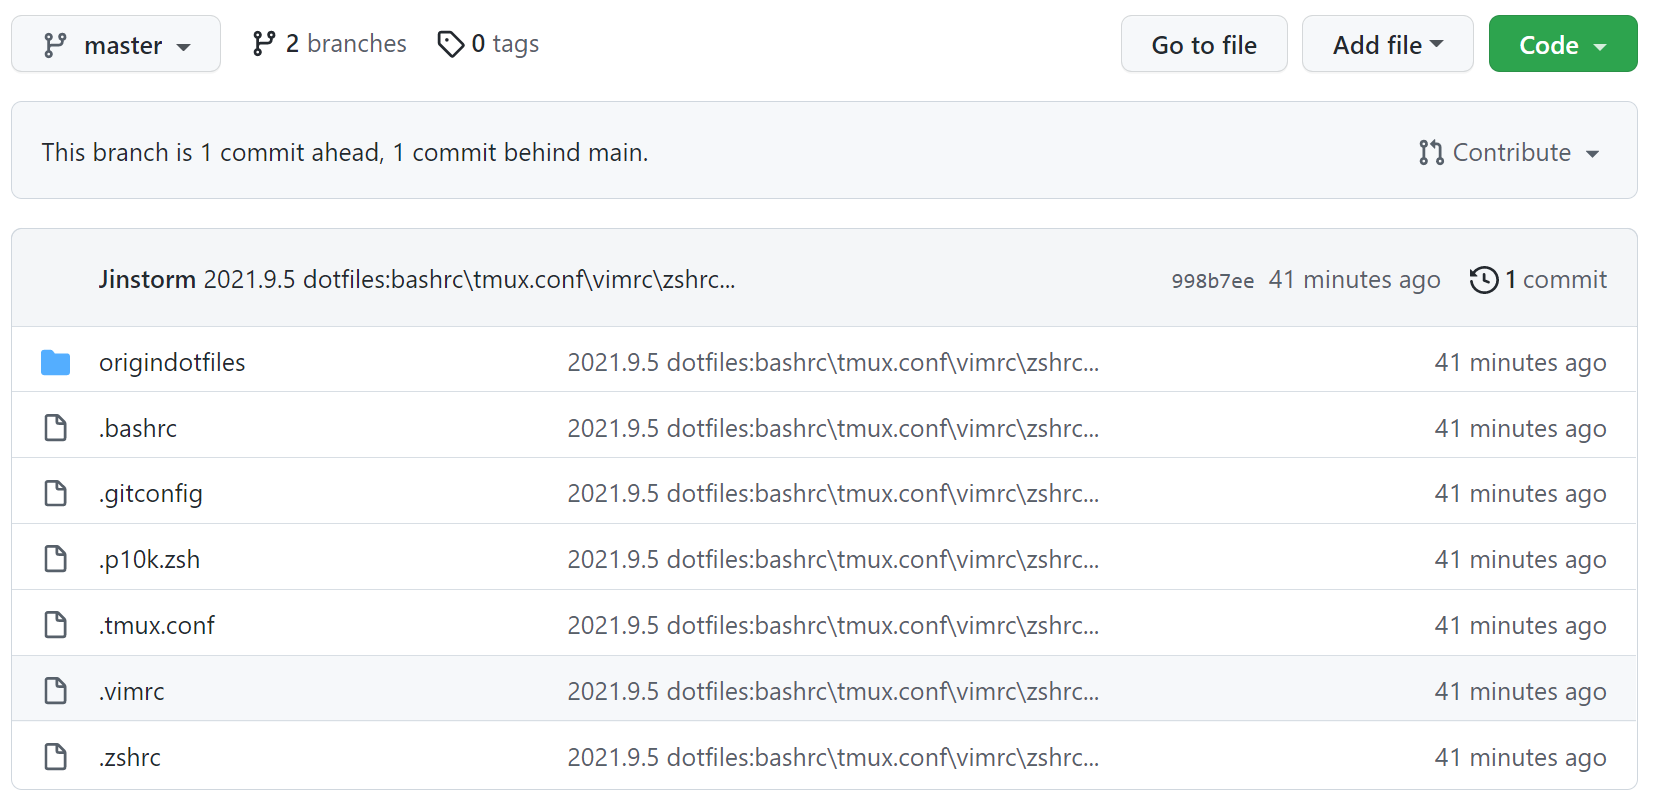 master 2 branches 0 tags Go to file Add file Code
This branch is 1 commit ahead, 1 commit behind main. Contribute
Jinstorm 2021.9.5 dotfiles:bashrc\tmux.conf\vimrc\zshrc... 998b7ee 41 minutes ago 1 commit
origindotfiles 2021.9.5 dotfiles:bashrc\tmux.conf\vimrc\zshrc... 41 minutes ago
.bashrc 2021.9.5 dotfiles:bashrc\tmux.conf\vimrc\zshrc... 41 minutes ago
.gitconfig 2021.9.5 dotfiles:bashrc\tmux.conf\vimrc\zshrc... 41 minutes ago
.p10k.zsh 2021.9.5 dotfiles:bashrc\tmux.conf\vimrc\zshrc... 41 minutes ago
.tmux.conf 2021.9.5 dotfiles:bashrc\tmux.conf\vimrc\zshrc... 41 minutes ago
.vimrc 2021.9.5 dotfiles:bashrc\tmux.conf\vimrc\zshrc... 41 minutes ago
.zshrc 2021.9.5 dotfiles:bashrc\tmux.conf\vimrc\zshrc... 41 minutes ago